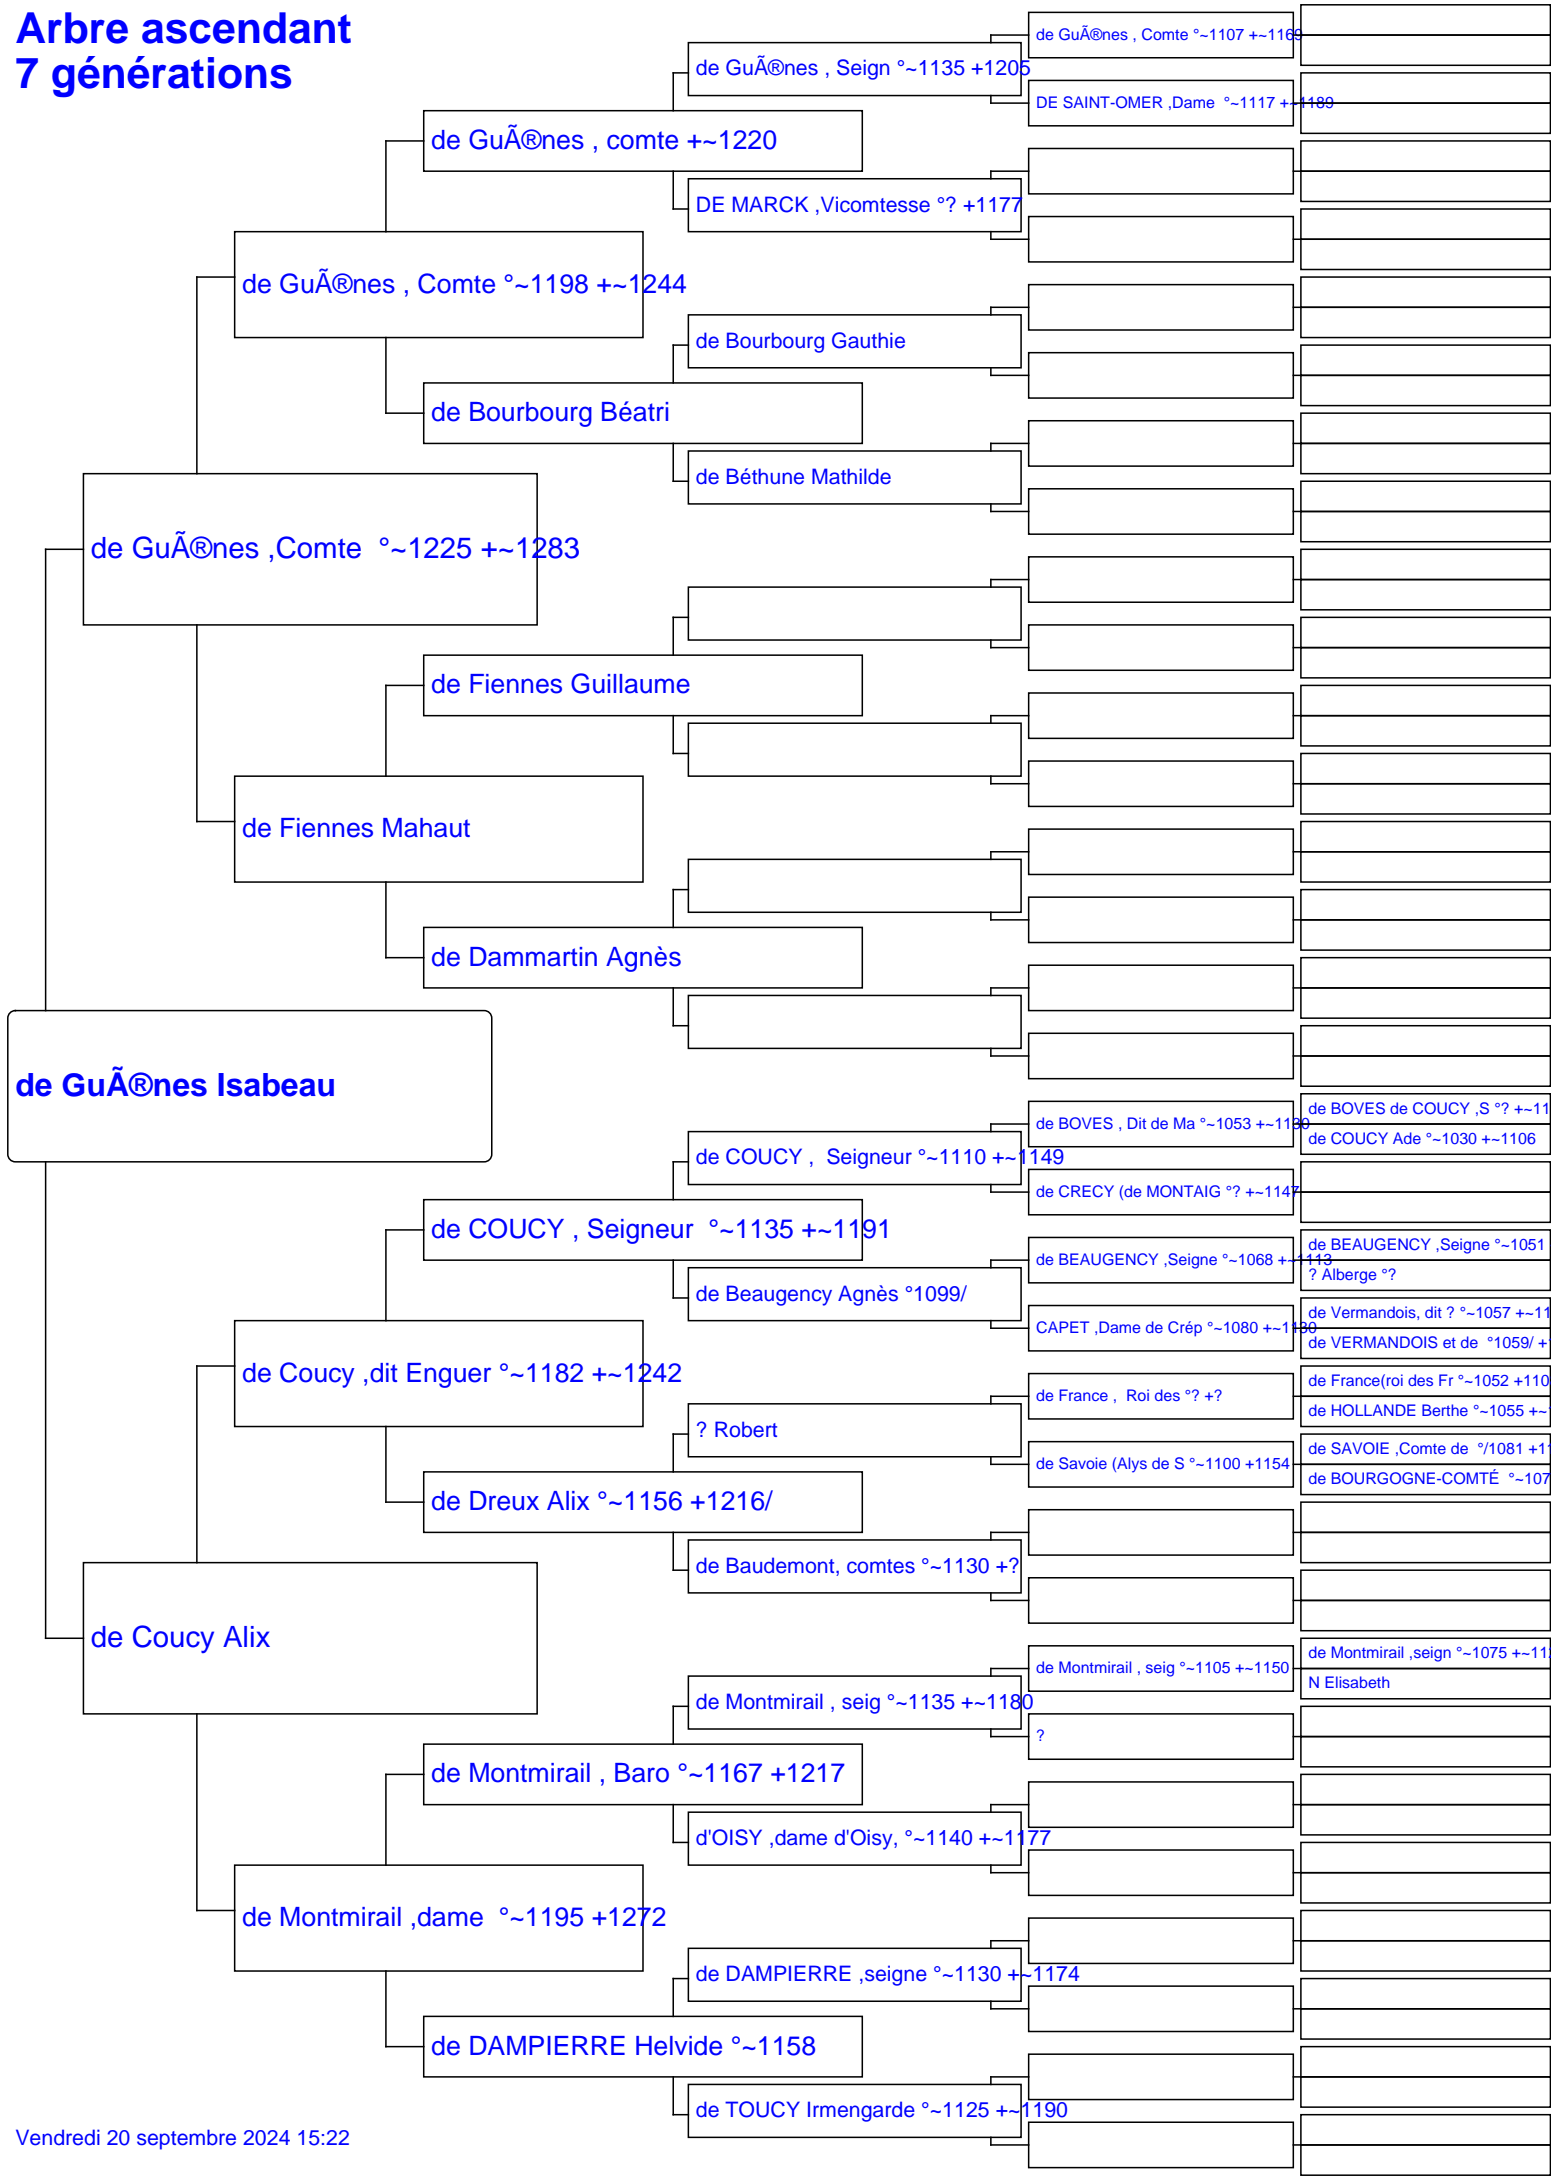 Arbre ascendant
7 générations
de GuÃ®nes , Comte °~1107 +~1169
de GuÃ®nes , Seign °~1135 +1205
DE SAINT-OMER ,Dame °~1117 +~1189
de GuÃ®nes , comte +~1220
DE MARCK ,Vicomtesse °? +1177
de GuÃ®nes , Comte °~1198 +~1244
de Bourbourg Gauthie
de Bourbourg Béatri
de Béthune Mathilde
de GuÃ®nes ,Comte °~1225 +~1283
de Fiennes Guillaume
de Fiennes Mahaut
de Dammartin Agnès
de GuÃ®nes Isabeau
de BOVES de COUCY ,S °? +~11
de BOVES , Dit de Ma °~1053 +~1130
de COUCY Ade °~1030 +~1106
de COUCY , Seigneur °~1110 +~1149
de CRECY (de MONTAIG °? +~1147
de COUCY , Seigneur °~1135 +~1191
de BEAUGENCY ,Seigne °~1051
de BEAUGENCY ,Seigne °~1068 +~1113
? Alberge °?
de Beaugency Agnès °1099/
de Vermandois, dit ? °~1057 +~11
CAPET ,Dame de Crép °~1080 +~1130
de VERMANDOIS et de °1059/ +
de Coucy ,dit Enguer °~1182 +~1242
de France(roi des Fr °~1052 +110
de France , Roi des °? +?
de HOLLANDE Berthe °~1055 +~
? Robert
de SAVOIE ,Comte de °/1081 +11
de Savoie (Alys de S °~1100 +1154
de BOURGOGNE-COMTÉ °~107
de Dreux Alix °~1156 +1216/
de Baudemont, comtes °~1130 +?
de Coucy Alix
de Montmirail ,seign °~1075 +~11
de Montmirail , seig °~1105 +~1150
N Elisabeth
de Montmirail , seig °~1135 +~1180
?
de Montmirail , Baro °~1167 +1217
d'OISY ,dame d'Oisy, °~1140 +~1177
de Montmirail ,dame °~1195 +1272
de DAMPIERRE ,seigne °~1130 +~1174
de DAMPIERRE Helvide °~1158
de TOUCY Irmengarde °~1125 +~1190
Vendredi 20 septembre 2024 15:22